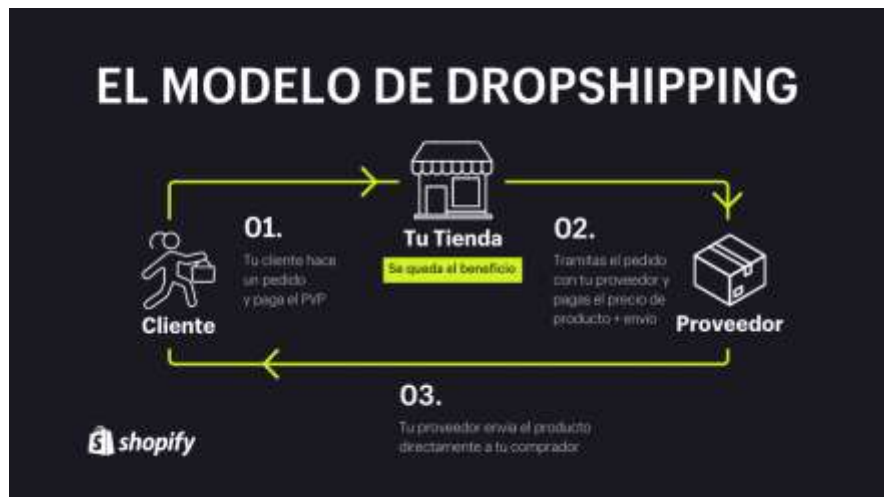 EL MODELO DE DROPSHIPPING
01.
Tu cliente hace
un pedido
y paga el PVP
Cliente
Tu Tienda
Se queda el beneficio
02.
Tramitas el pedido
con tu proveedor y
pagas el precio de
producto + envío
Proveedor
03.
Tu proveedor envía el producto
directamente a tu comprador
shopify